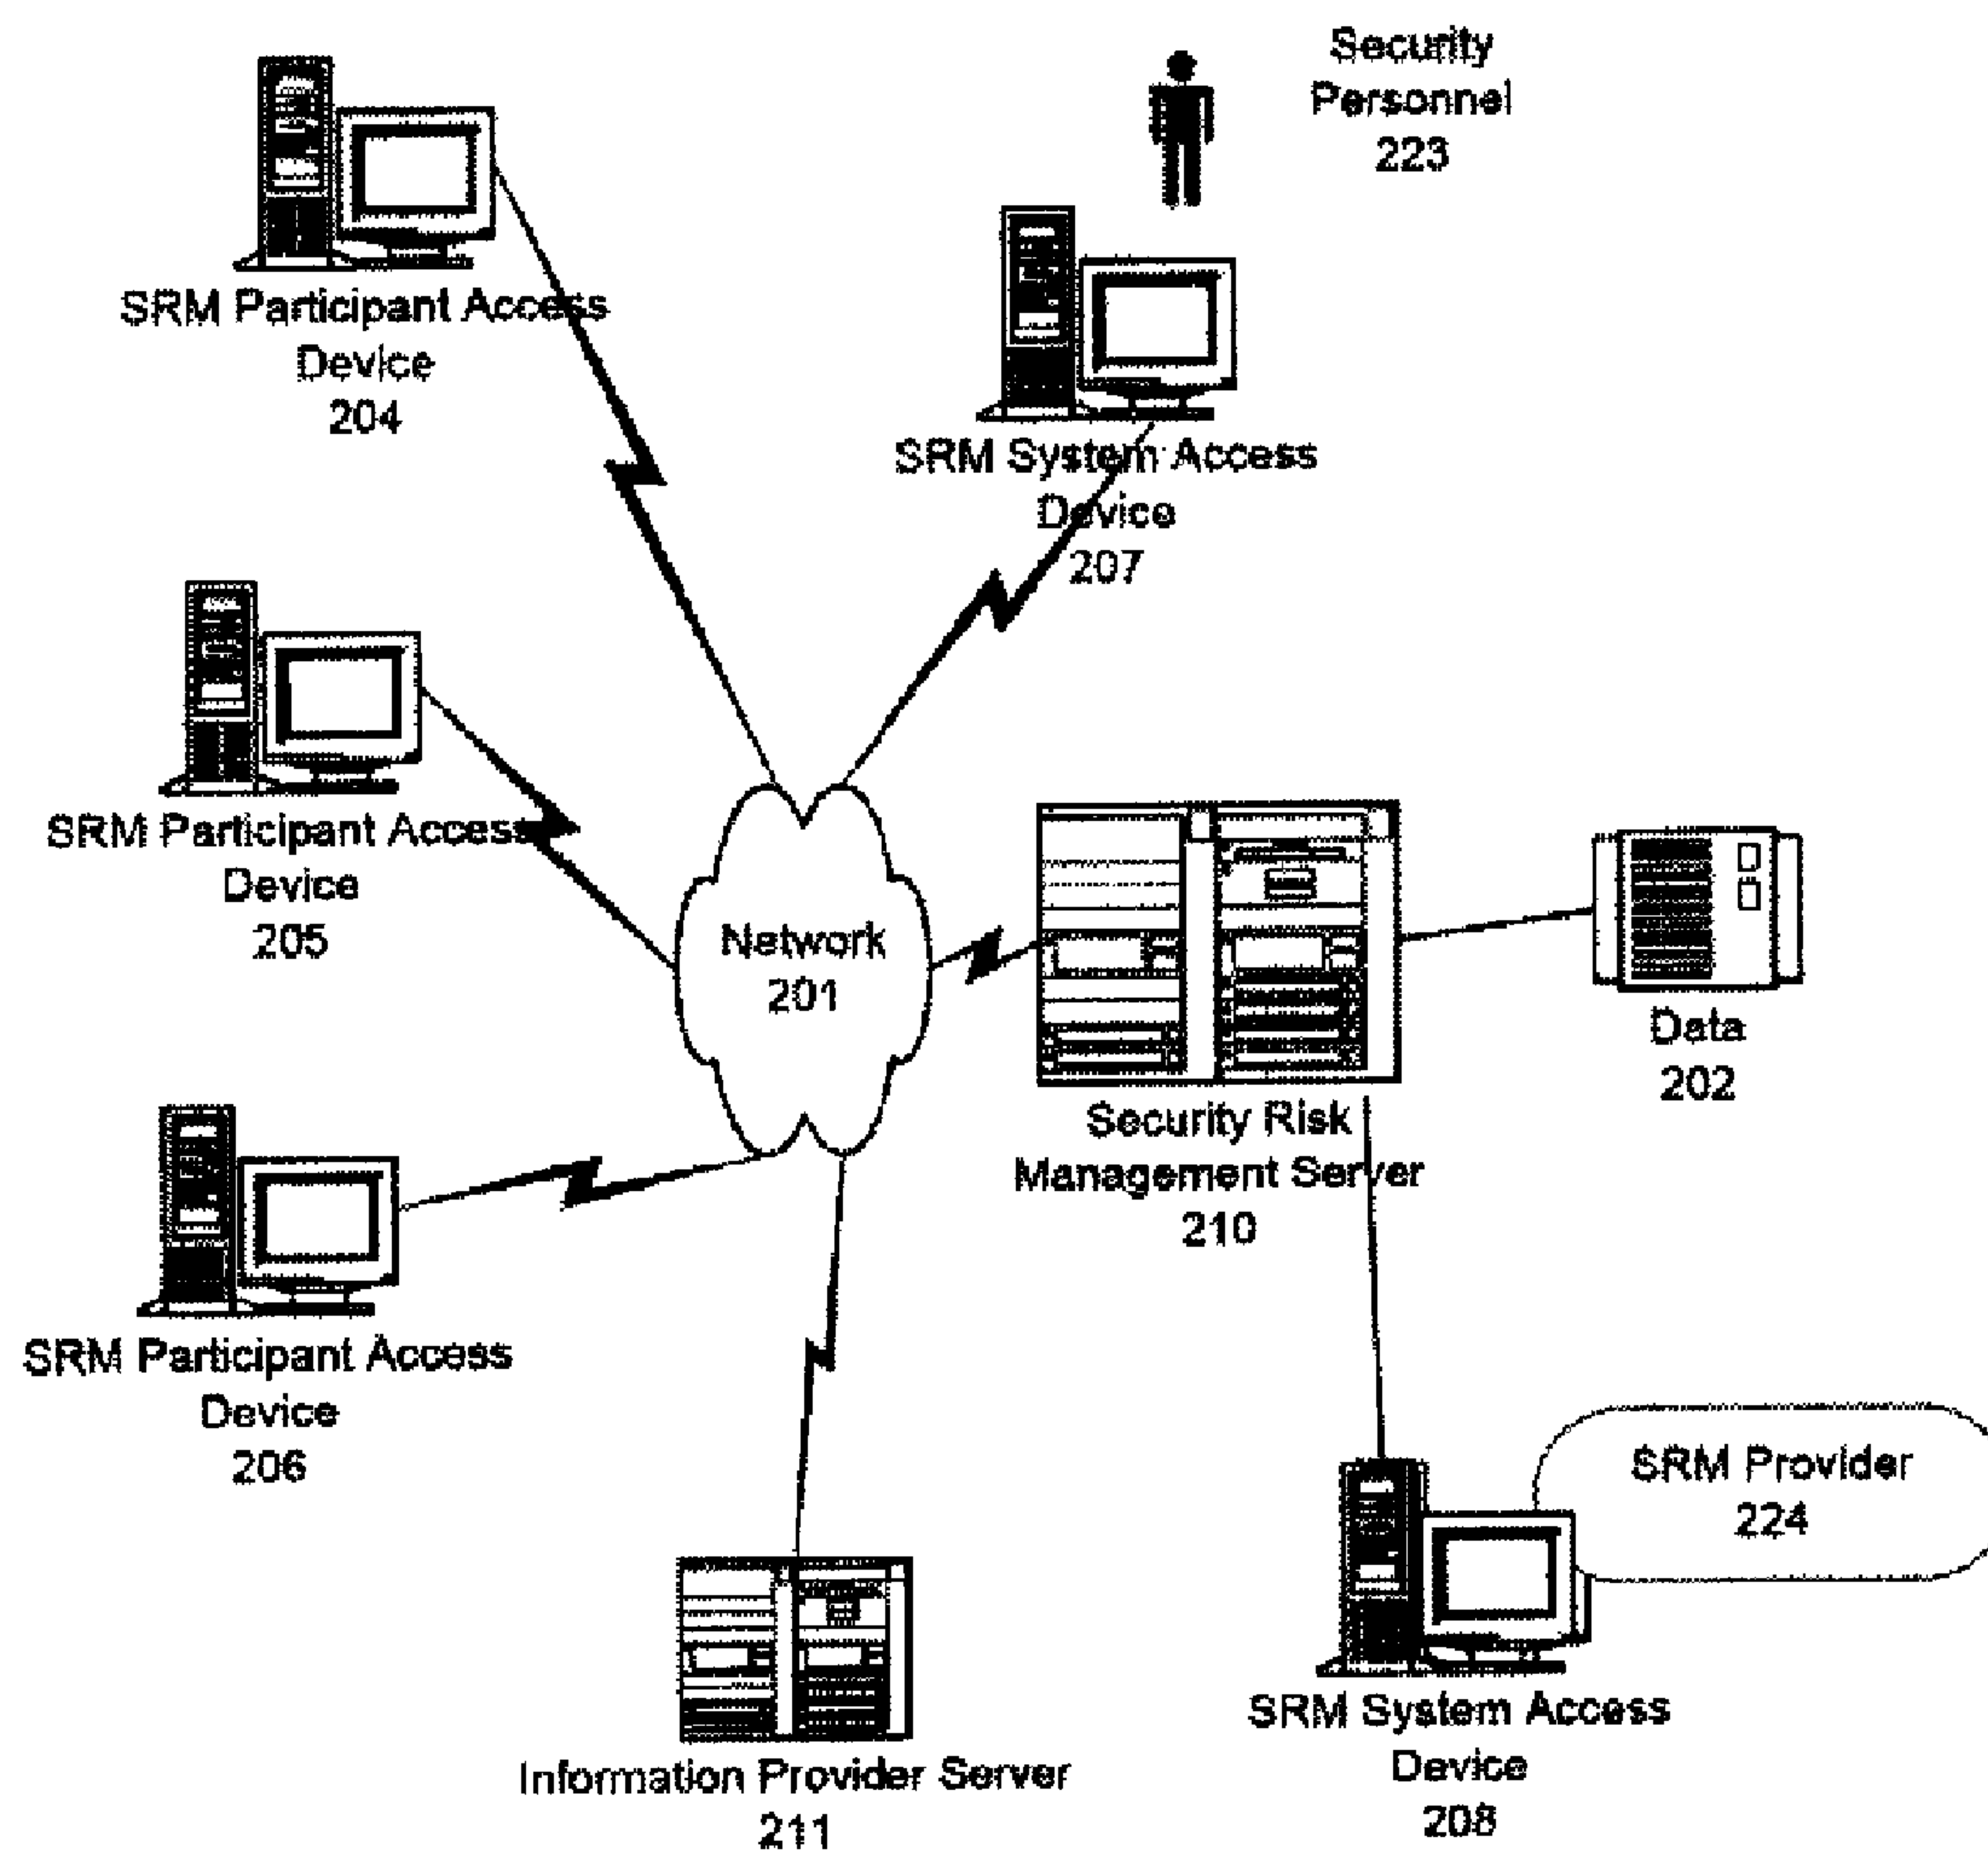 Security
Personnel
223
SRM Participant Access
Device
204
SRM System Access
Device
207
SRM Participant Access
Device
205
Network
201
Data
202
Security Risk
Management Server
210
SRM Participant Access
Device
206
SRM Provider
224
SRM System Access
Device
208
Information Provider Server
211